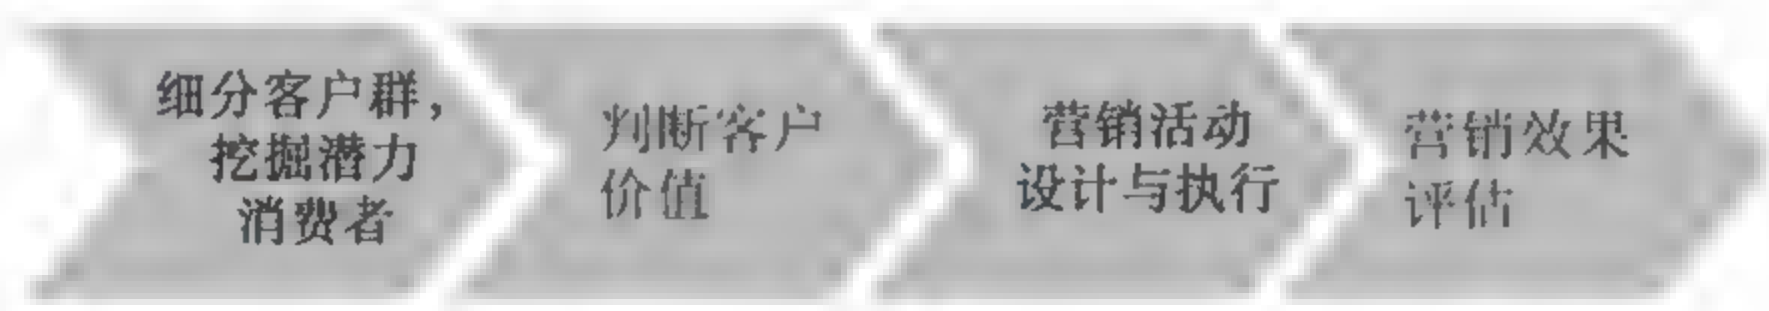 细分客户群，
挖掘潜力
消费者
判断客户
价值
营销活动
设计与执行
营销效果
评估